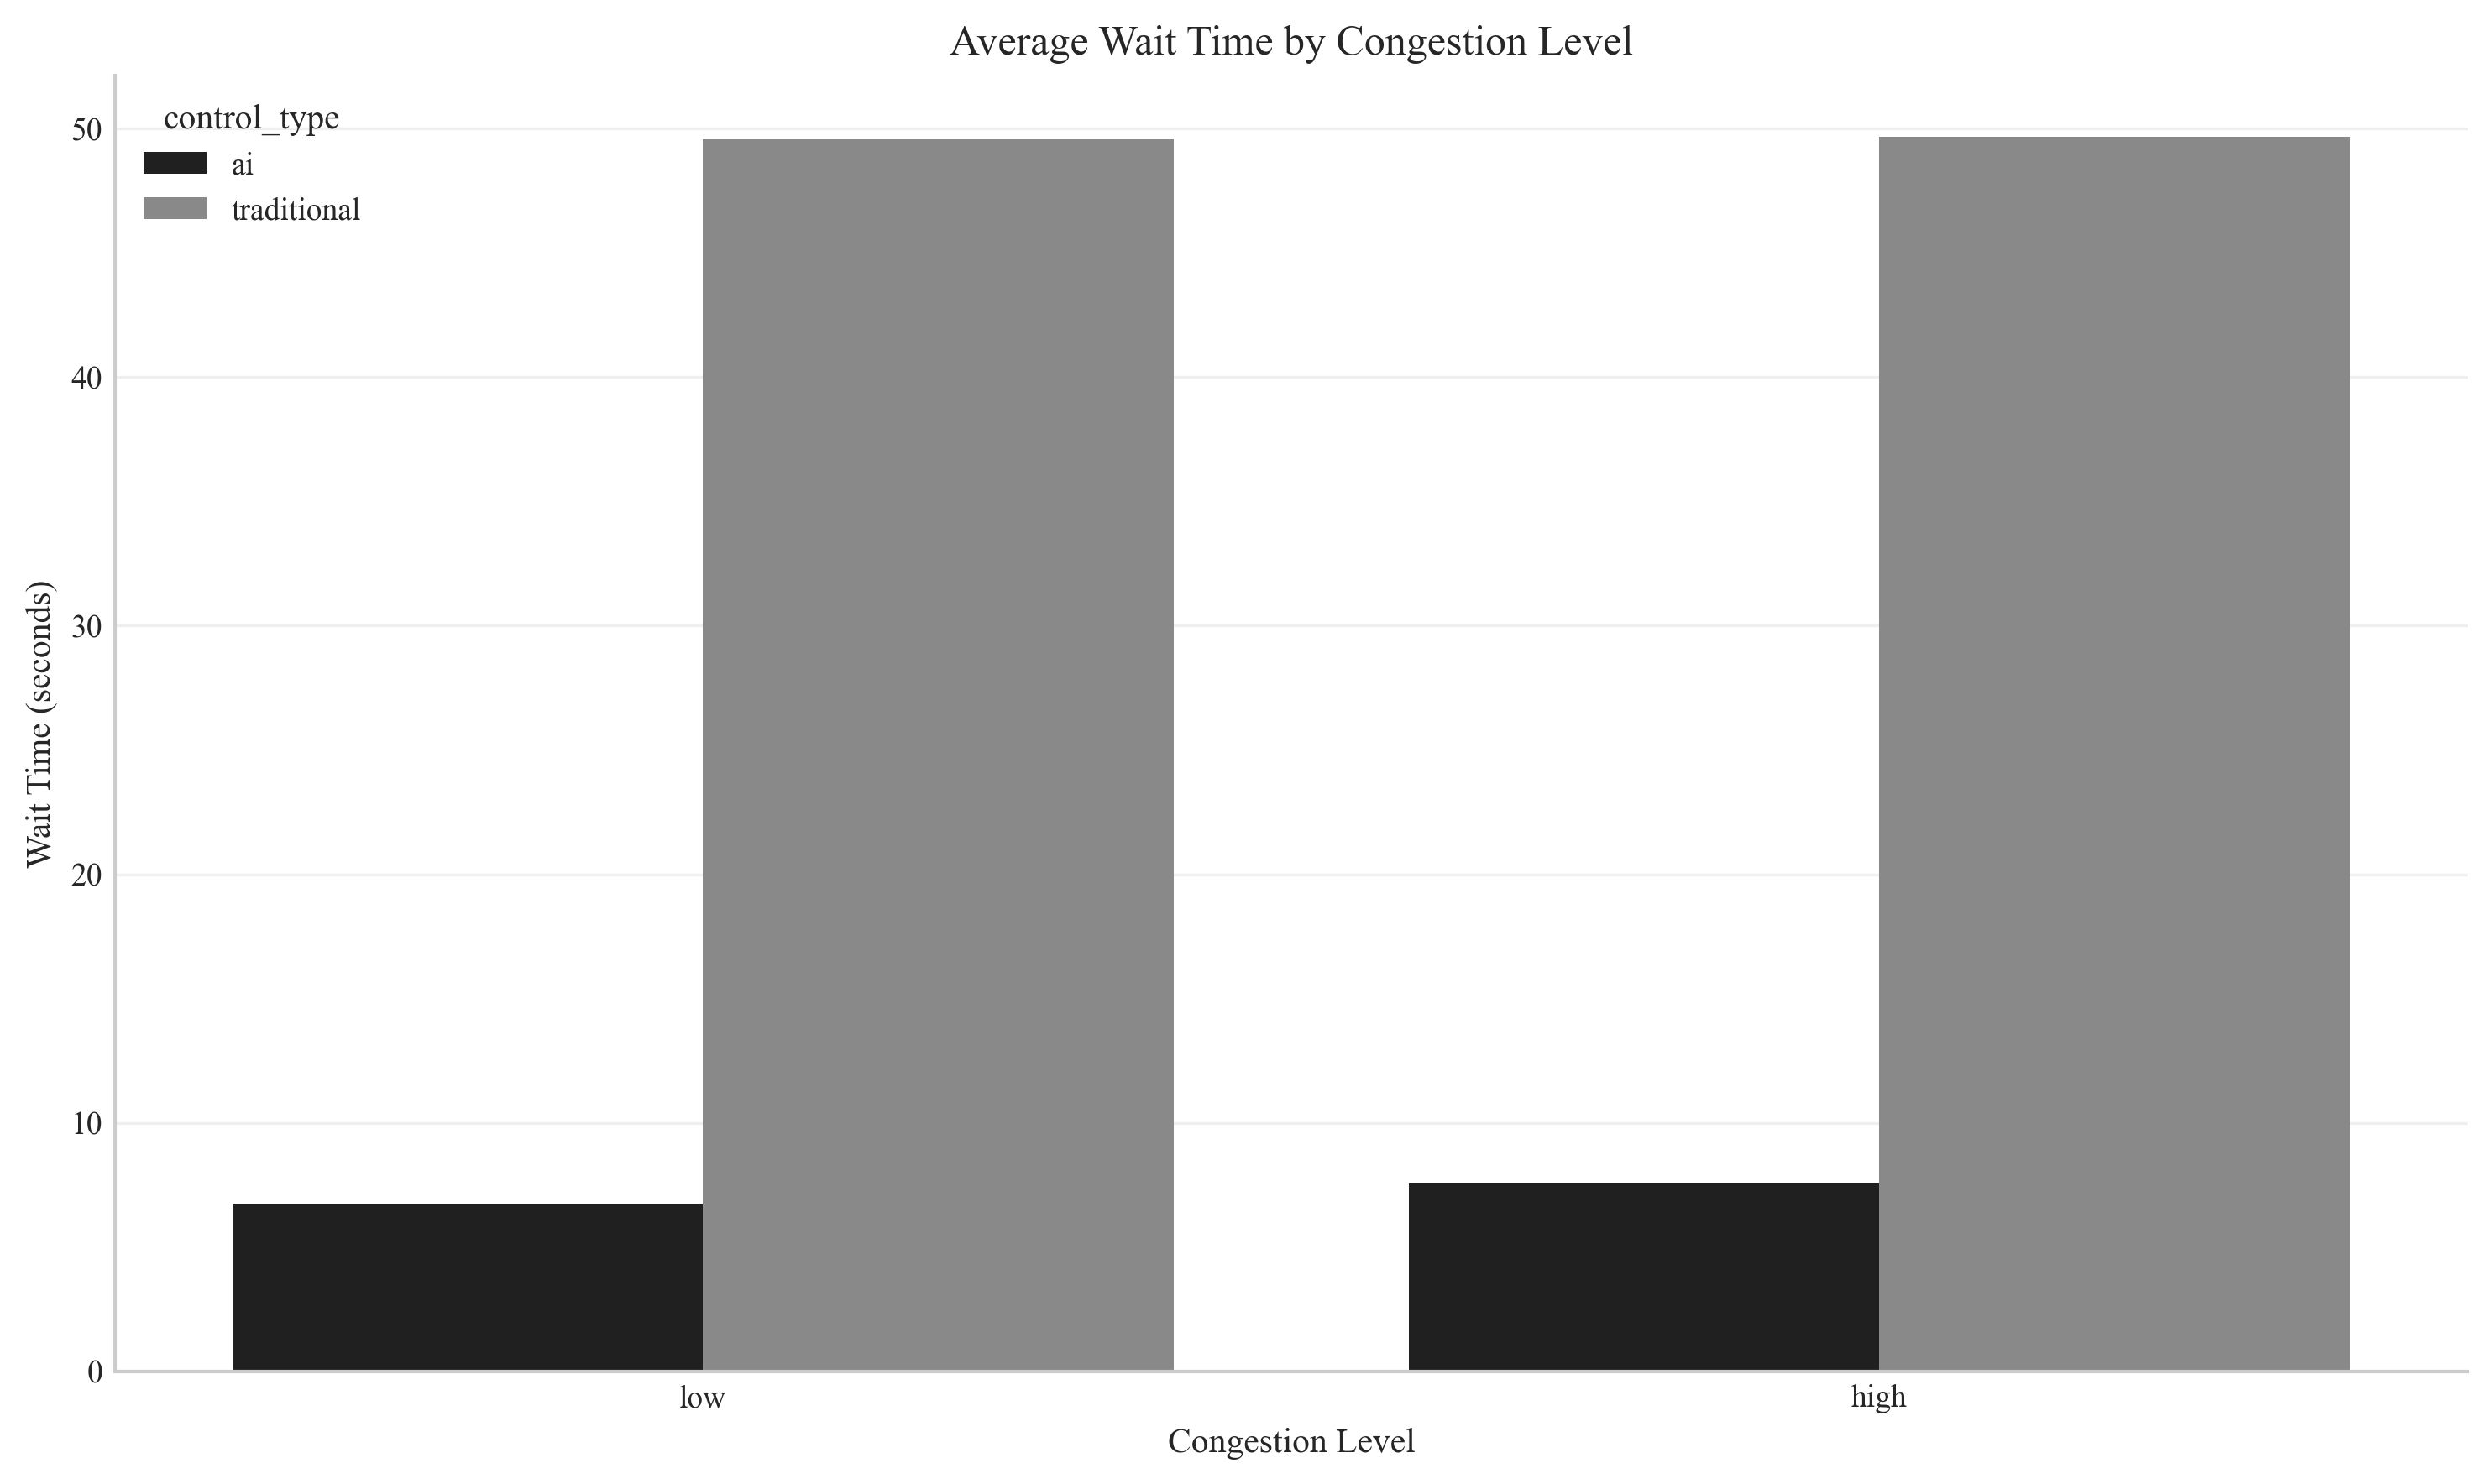 Average Wait Time by Congestion Level
control_type
ai
traditional
50
40
30
20
10
0
Wait Time (seconds)
low
high
Congestion Level